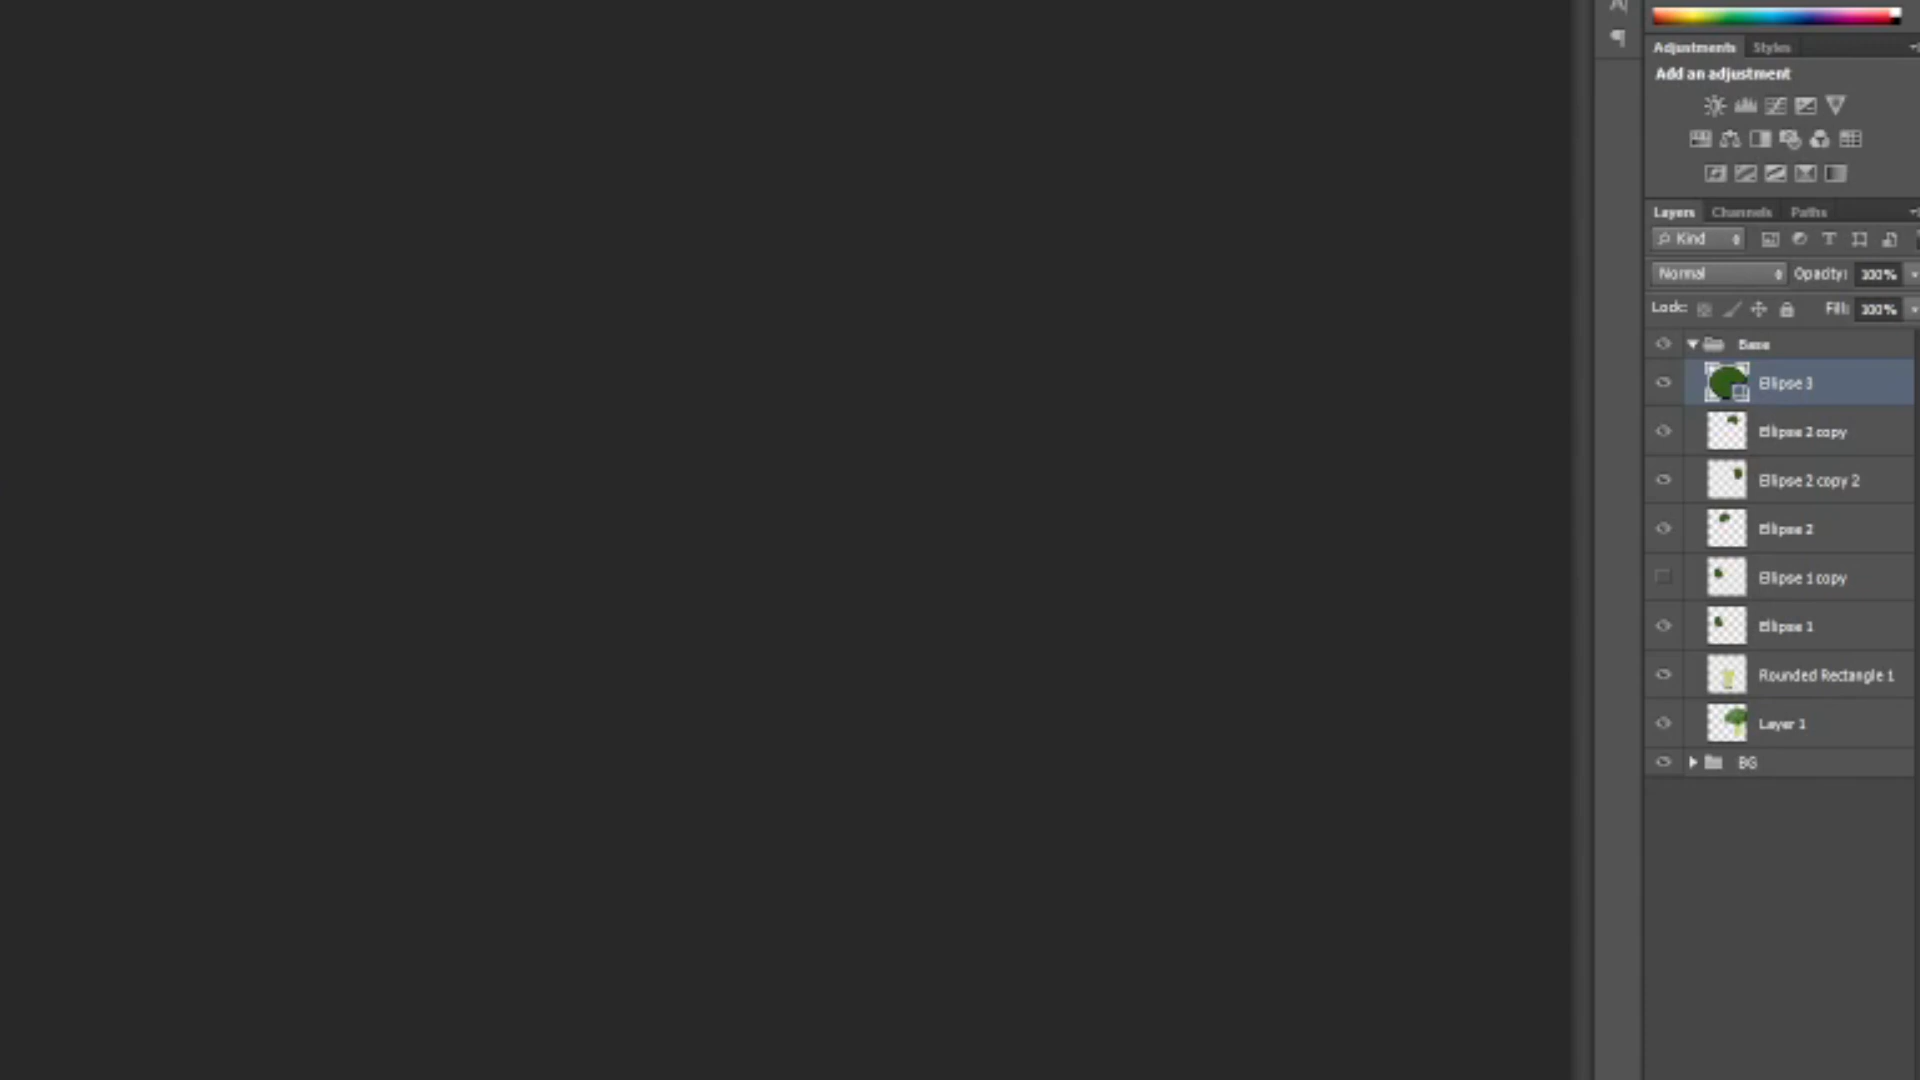 Adjustments Styles
Add an adjustment
Layers Channels Paths
Kind
Normal Opacity: 100%
Lock: Fill: 100%
Base
Ellipse 3
Ellipse 2 copy
Ellipse 2 copy 2
Ellipse 2
Ellipse 1 copy
Ellipse 1
Rounded Rectangle 1
Layer 1
BG